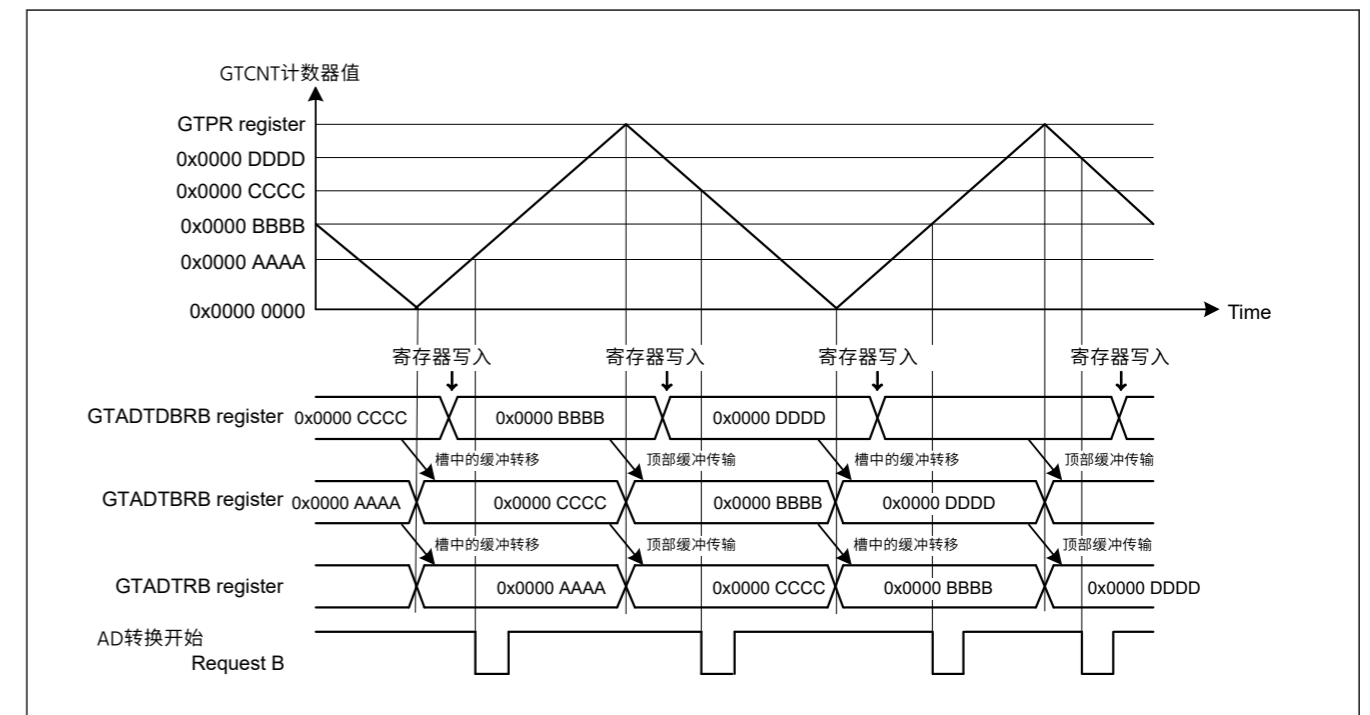 GTCNT计数器值
GTPR register
0x0000 DDDD
0x0000 CCCC
0x0000 BBBB
0x0000 AAAA
0x0000 0000
Time
寄存器写入 寄存器写入 寄存器写入 寄存器写入
GTADTDBRB register 0x0000 CCCC 0x0000 BBBB 0x0000 DDDD
槽中的缓冲转移 顶部缓冲传输 槽中的缓冲转移 顶部缓冲传输
GTADTBRB register 0x0000 AAAA 0x0000 CCCC 0x0000 BBBB 0x0000 DDDD
槽中的缓冲转移 顶部缓冲传输 槽中的缓冲转移 顶部缓冲传输
GTADTRB register 0x0000 AAAA 0x0000 CCCC 0x0000 BBBB 0x0000 DDDD
AD转换开始
Request B